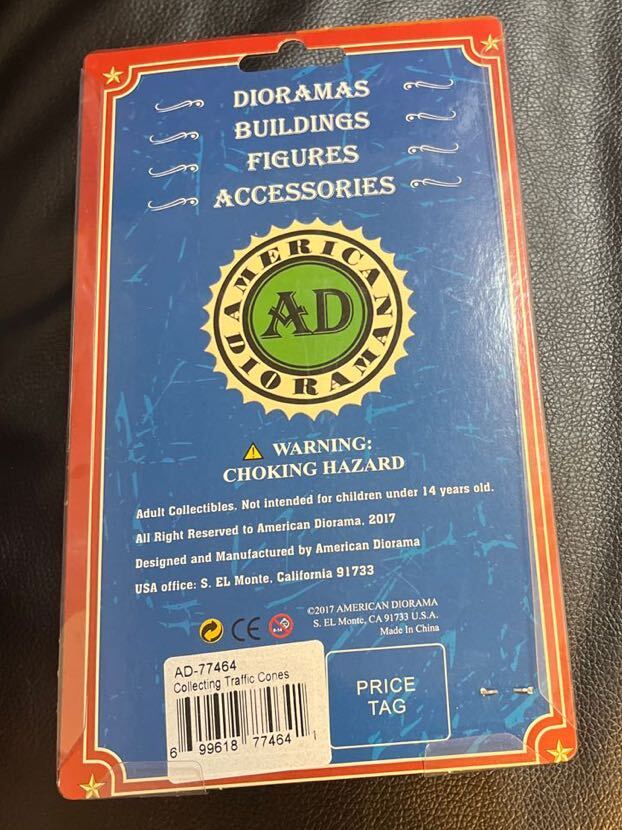 DIORAMAS
BUILDINGS
FIGURES
ACCESSORIES
AMERICAN
AD
DIORAMA
WARNING:
CHOKING HAZARD
Adult Collectibles. Not intended for children under 14 years old.
All Right Reserved to American Diorama, 2017
Designed and Manufactured by American Diorama
USA office: S. EL Monte, California 91733
©2017 AMERICAN DIORAMA
S. EL Monte, CA 91733 U.S.A.
Made In China
CE
0-14
AD-77464
Collecting Traffic Cones
6 99618 77464 1
PRICE
TAG